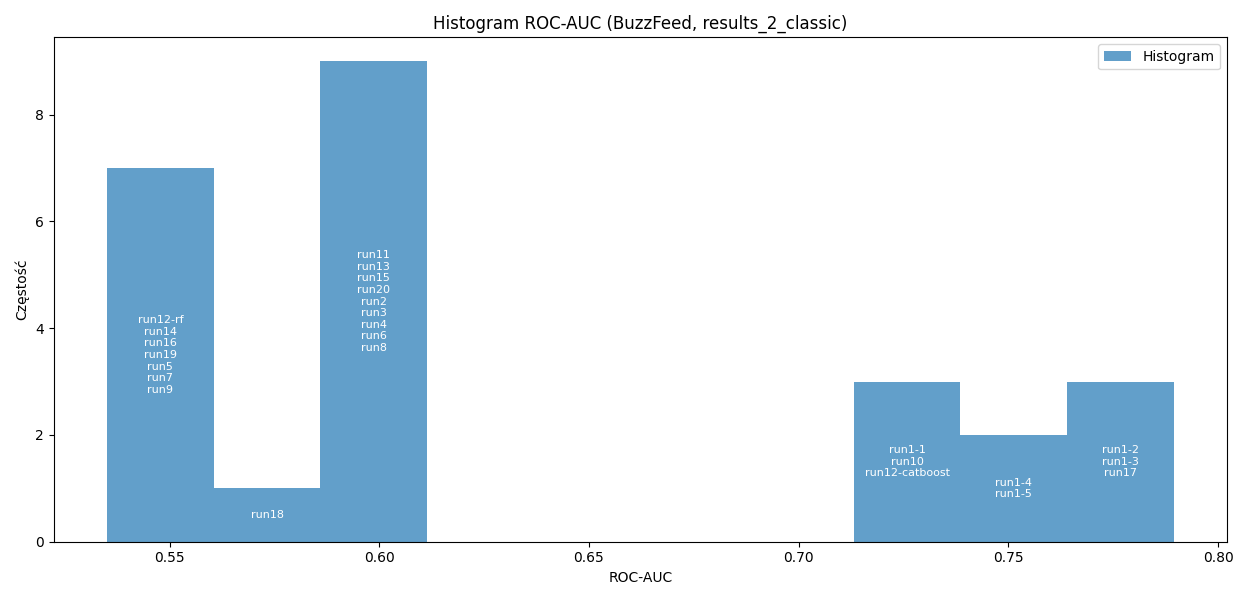 Histogram ROC-AUC (BuzzFeed, results_2_classic)
Histogram
Częstość
8
6
4
2
0
run12-rf
run14
run16
run19
run5
run7
run9
run18
run11
run13
run15
run20
run2
run3
run4
run6
run8
run1-1
run10
run12-catboost
run1-4
run1-5
run1-2
run1-3
run17
0.55
0.60
0.65
0.70
0.75
0.80
ROC-AUC